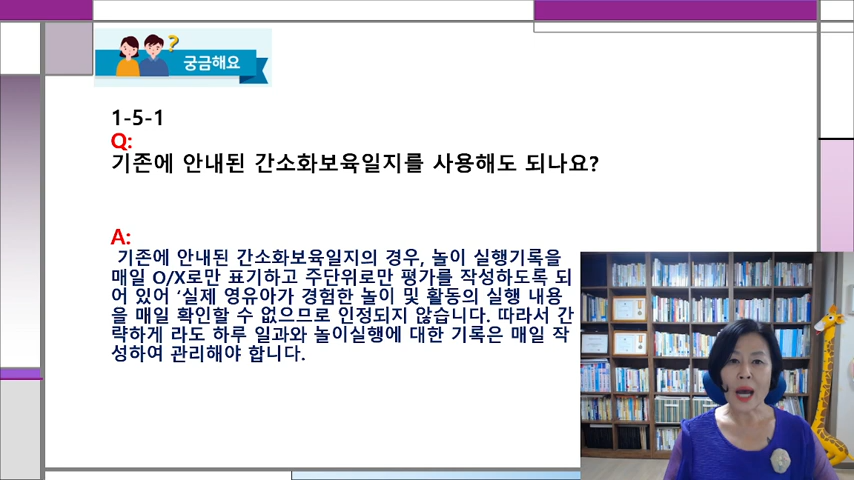 궁금해요
1-5-1
Q:
기존에 안내된 간소화보육일지를 사용해도 되나요?
A:
기존에 안내된 간소화보육일지의 경우, 놀이 실행기록을
매일 O/X로만 표기하고 주단위로만 평가를 작성하도록 되
어 있어 ‘실제 영유아가 경험한 놀이 및 활동의 실행 내용
을 매일 확인할 수 없으므로 인정되지 않습니다. 따라서 간
략하게 라도 하루 일과와 놀이실행에 대한 기록은 매일 작
성하여 관리해야 합니다.